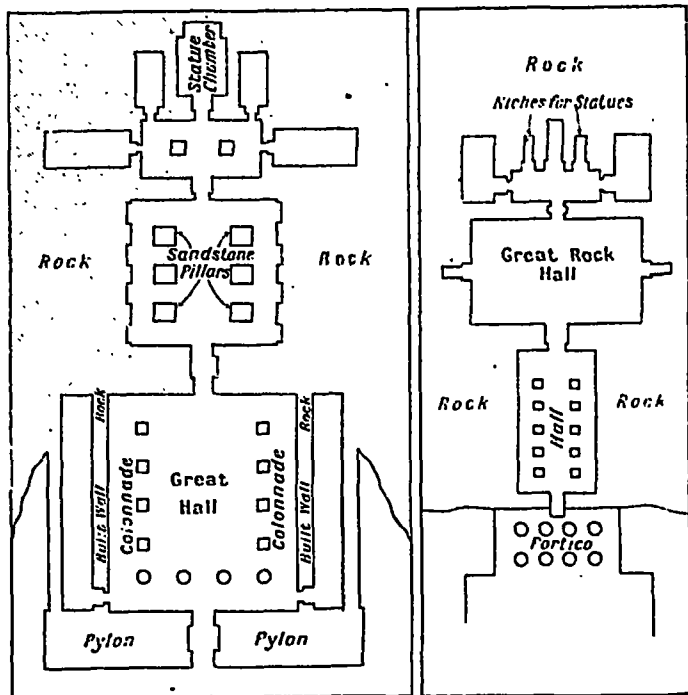 Statue
Chamber
Rock
Sandstone
Pillars
Rock
Rock
Built Wall
Colonnade
Great
Hall
Colonnade
Rock
Built Wall
Pylon
Pylon
Rock
Niches for Statues
Great Rock
Hall
Rock
Hall
Rock
Portico